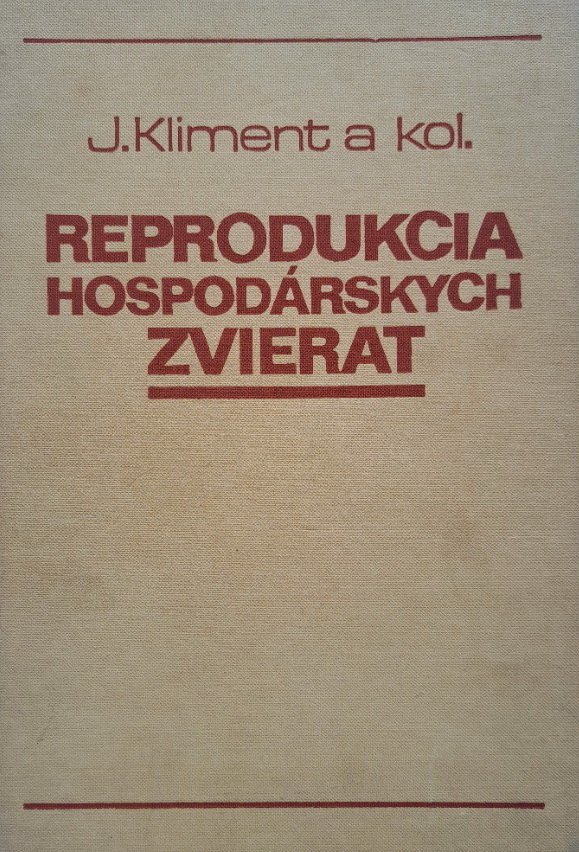 J. Kliment a kol.
REPRODUKCIA
HOSPODÁRSKYCH
ZVIERAT